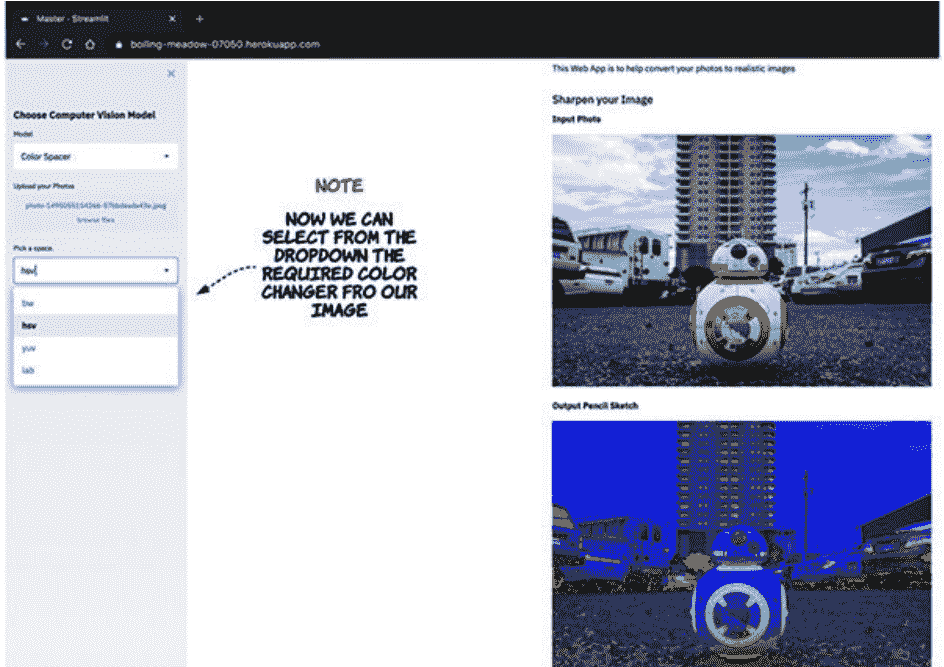 Master · Streamlit
boiling-meadow-07050.herokuapp.com
Choose Computer Vision Model
Model
Color Spacer
Upload your Photos
browse files
Pick a space.
hsv
bw
hsv
yuv
lab
NOTE
NOW WE CAN
SELECT FROM THE
DROPDOWN THE
REQUIRED COLOR
CHANGER FRO OUR
IMAGE
This Web App is to help convert your photos to realistic images
Sharpen your Image
Input Photo
Output Pencil Sketch